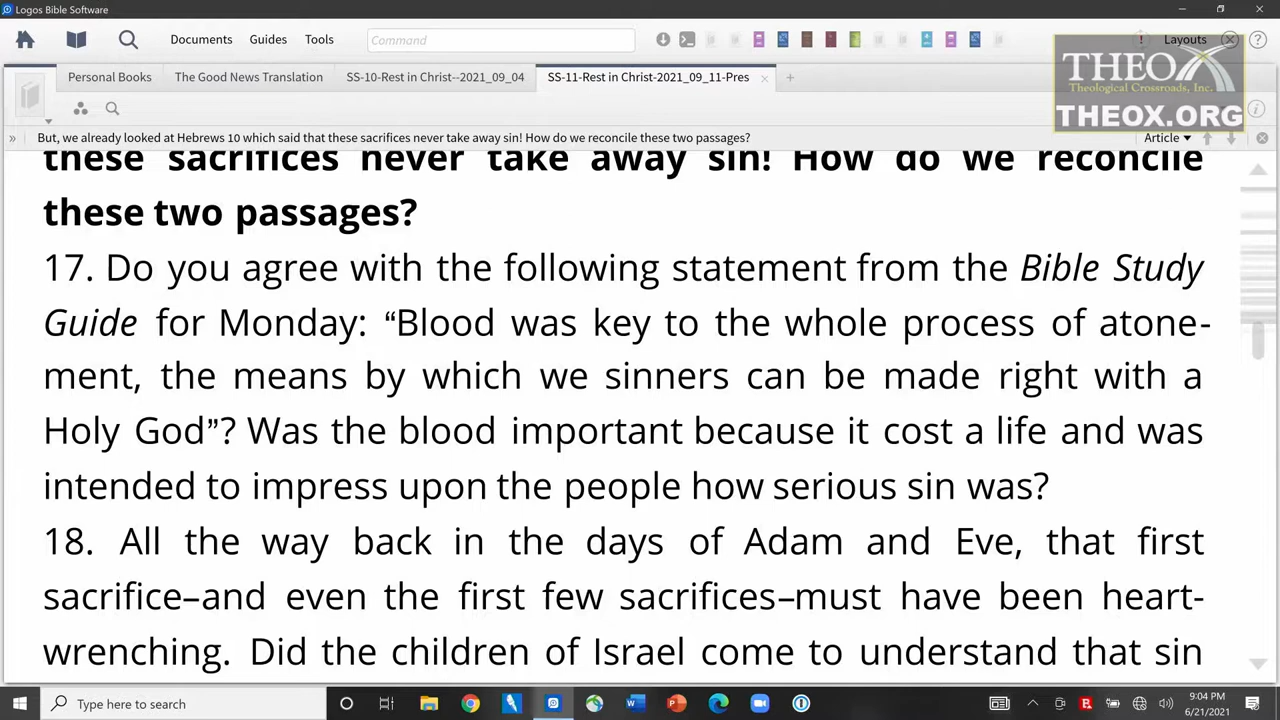 Logos Bible Software
Documents Guides Tools Command Layouts
THEOX
Theological Crossroads, Inc.
THEOX.ORG
Personal Books The Good News Translation SS-10-Rest in Christ--2021_09_04 SS-11-Rest in Christ-2021_09_11-Pres
But, we already looked at Hebrews 10 which said that these sacrifices never take away sin! How do we reconcile these two passages? Article
these sacrifices never take away sin! How do we reconcile
these two passages?
17. Do you agree with the following statement from the Bible Study
Guide for Monday: “Blood was key to the whole process of atone-
ment, the means by which we sinners can be made right with a
Holy God”? Was the blood important because it cost a life and was
intended to impress upon the people how serious sin was?
18. All the way back in the days of Adam and Eve, that first
sacrifice–and even the first few sacrifices–must have been heart-
wrenching. Did the children of Israel come to understand that sin
Type here to search
9:04 PM
6/21/2021